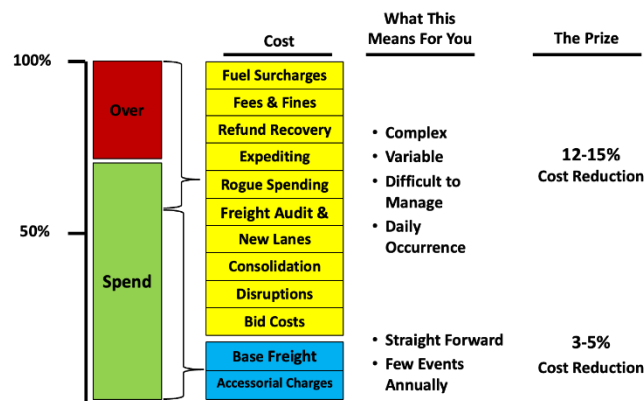 Cost
What This
Means For You
The Prize
100%
50%
Over
Spend
Fuel Surcharges
Fees & Fines
Refund Recovery
Expediting
Rogue Spending
Freight Audit &
New Lanes
Consolidation
Disruptions
Bid Costs
Base Freight
Accessorial Charges
• Complex
• Variable
• Difficult to
Manage
• Daily
Occurrence
• Straight Forward
• Few Events
Annually
12-15%
Cost Reduction
3-5%
Cost Reduction